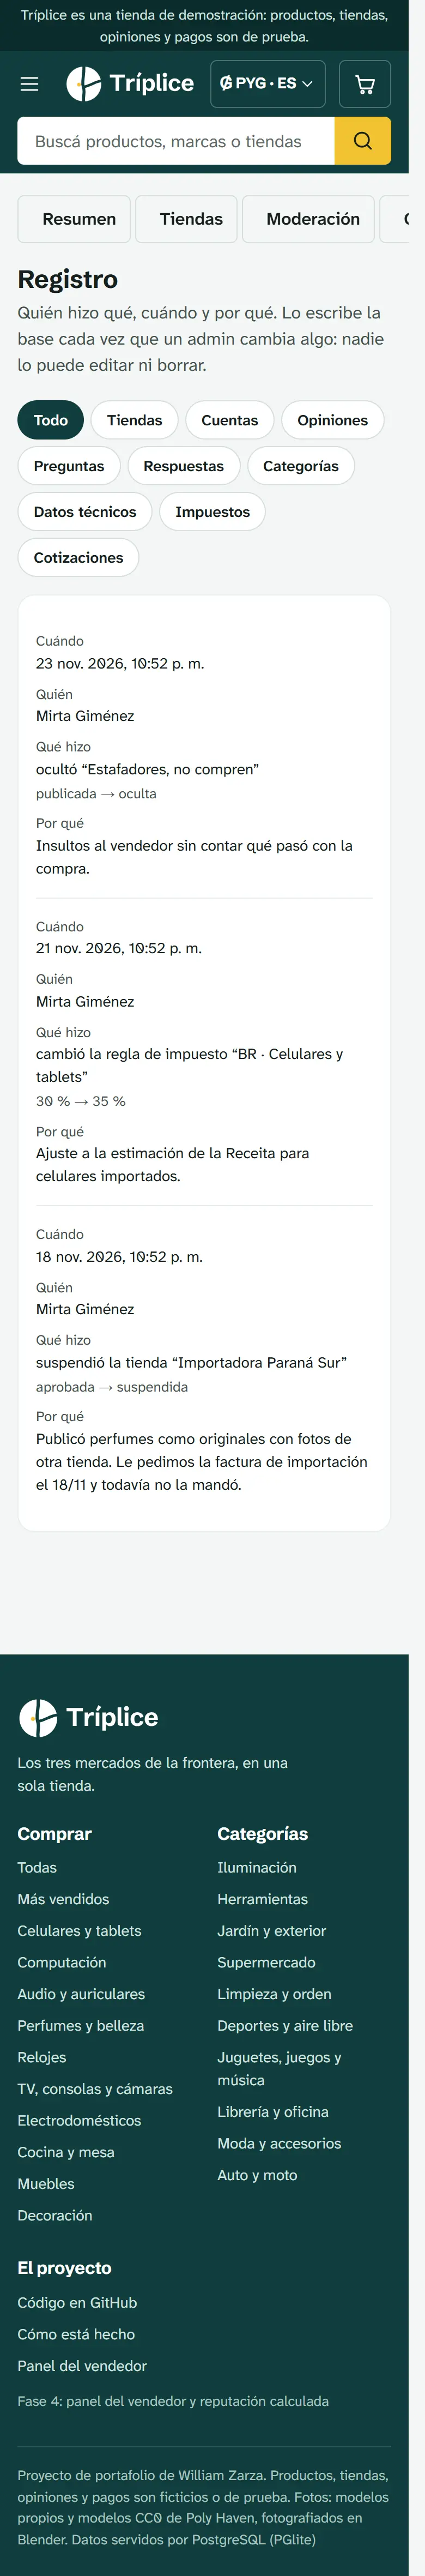 Tríplice es una tienda de demostración: productos, tiendas,
opiniones y pagos son de prueba.
Tríplice
₲ PYG · ES
Buscá productos, marcas o tiendas
Resumen
Tiendas
Moderación
Registro
Quién hizo qué, cuándo y por qué. Lo escribe la
base cada vez que un admin cambia algo: nadie
lo puede editar ni borrar.
Todo
Tiendas
Cuentas
Opiniones
Preguntas
Respuestas
Categorías
Datos técnicos
Impuestos
Cotizaciones
Cuándo
23 nov. 2026, 10:52 p. m.
Quién
Mirta Giménez
Qué hizo
ocultó “Estafadores, no compren”
publicada → oculta
Por qué
Insultos al vendedor sin contar qué pasó con la
compra.
Cuándo
21 nov. 2026, 10:52 p. m.
Quién
Mirta Giménez
Qué hizo
cambió la regla de impuesto “BR · Celulares y
tablets”
30 % → 35 %
Por qué
Ajuste a la estimación de la Receita para
celulares importados.
Cuándo
18 nov. 2026, 10:52 p. m.
Quién
Mirta Giménez
Qué hizo
suspendió la tienda “Importadora Paraná Sur”
aprobada → suspendida
Por qué
Publicó perfumes como originales con fotos de
otra tienda. Le pedimos la factura de importación
el 18/11 y todavía no la mandó.
Tríplice
Los tres mercados de la frontera, en una
sola tienda.
Comprar
Todas
Más vendidos
Celulares y tablets
Computación
Audio y auriculares
Perfumes y belleza
Relojes
TV, consolas y cámaras
Electrodomésticos
Cocina y mesa
Muebles
Decoración
Categorías
Iluminación
Herramientas
Jardín y exterior
Supermercado
Limpieza y orden
Deportes y aire libre
Juguetes, juegos y
música
Librería y oficina
Moda y accesorios
Auto y moto
El proyecto
Código en GitHub
Cómo está hecho
Panel del vendedor
Fase 4: panel del vendedor y reputación calculada
Proyecto de portafolio de William Zarza. Productos, tiendas,
opiniones y pagos son ficticios o de prueba. Fotos: modelos
propios y modelos CC0 de Poly Haven, fotografiados en
Blender. Datos servidos por PostgreSQL (PGlite)